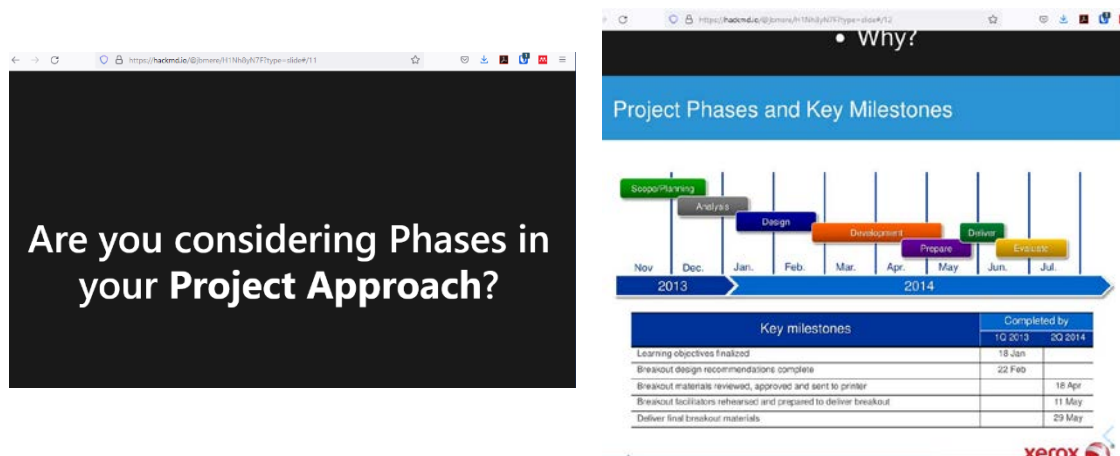 https://hackmd.io/@jbmere/H1Nh8yN7F?type=slide#/11
Are you considering Phases in
your Project Approach?
https://hackmd.io/@jbmere/H1Nh8yN7F?type=slide#/12
• Why?
Project Phases and Key Milestones
Scope/Planning
Analysis
Design
Development
Prepare
Deliver
Evaluate
Nov Dec. Jan. Feb. Mar. Apr. May Jun. Jul.
2013 2014
Key milestones Completed by
1Q 2013 2Q 2014
Learning objectives finalized 18 Jan
Breakout design recommendations complete 22 Feb
Breakout materials reviewed, approved and sent to printer 18 Apr
Breakout facilitators rehearsed and prepared to deliver breakout 11 May
Deliver final breakout materials 29 May
xerox